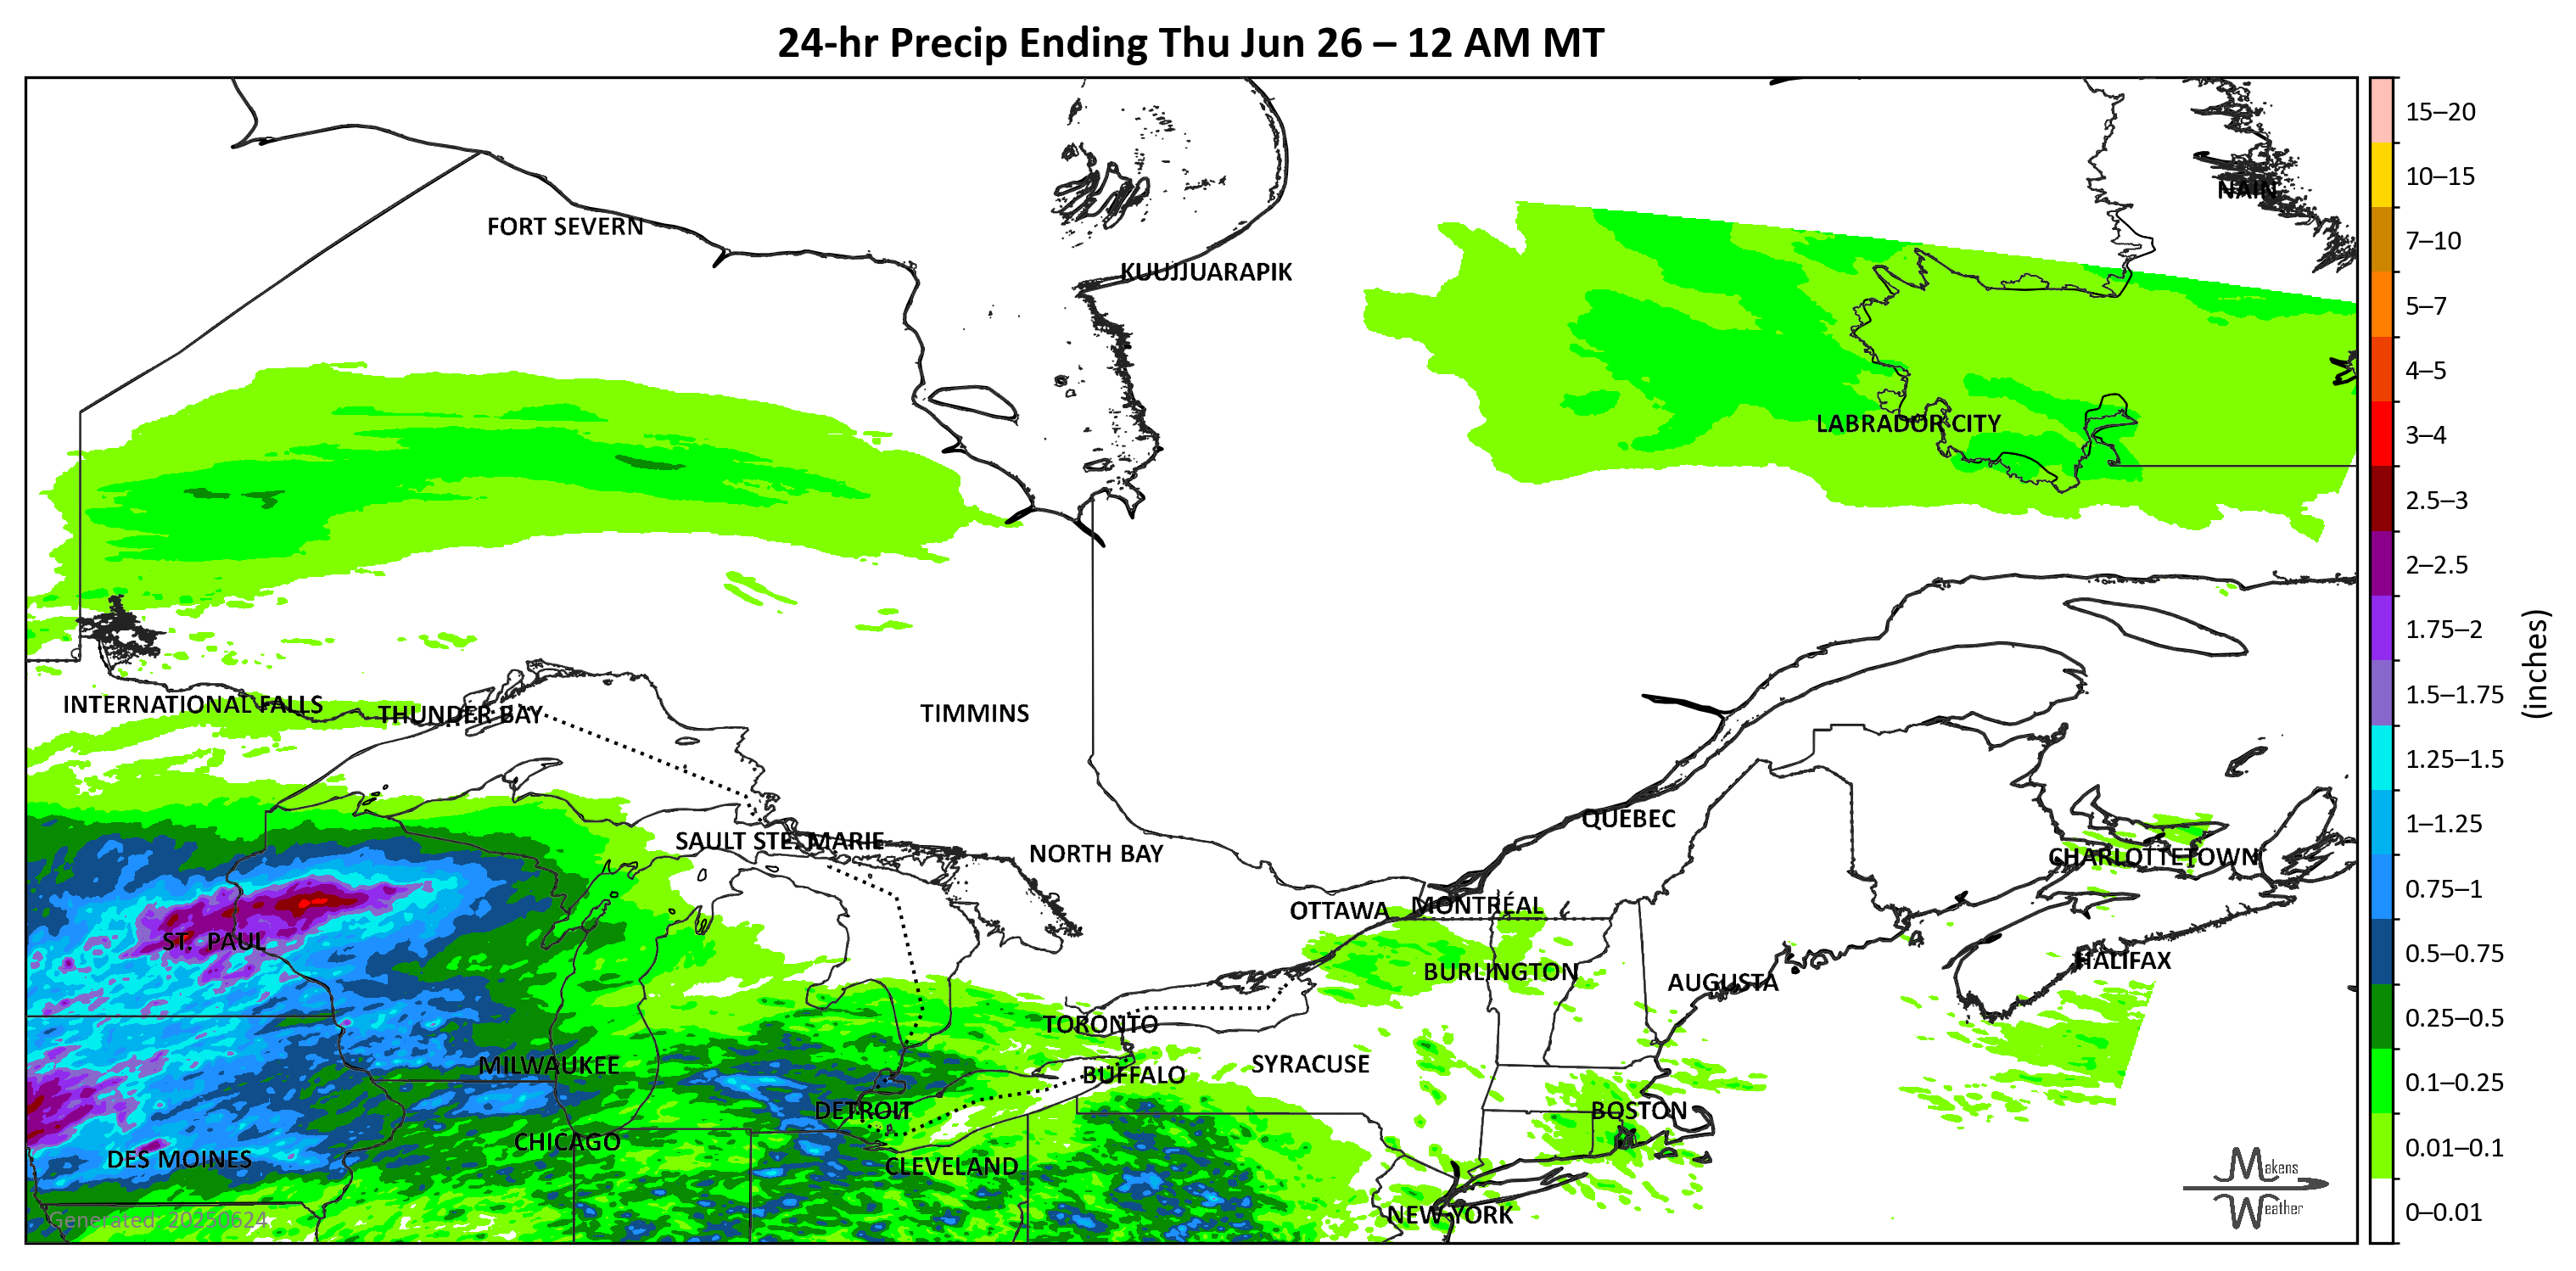 24-hr Precip Ending Thu Jun 26 – 12 AM MT
FORT SEVERN
NAIN
KUUJJUARAPIK
LABRADOR CITY
INTERNATIONAL FALLS
THUNDER BAY
TIMMINS
SAULT STE. MARIE
NORTH BAY
QUÉBEC
CHARLOTTETOWN
OTTAWA
MONTRÉAL
ST. PAUL
BURLINGTON
AUGUSTA
HALIFAX
TORONTO
MILWAUKEE
BUFFALO
SYRACUSE
DETROIT
BOSTON
CHICAGO
DES MOINES
CLEVELAND
NEW YORK
Generated: 20250624
Makens
Weather
15–20
10–15
7–10
5–7
4–5
3–4
2.5–3
2–2.5
1.75–2
1.5–1.75
1.25–1.5
1–1.25
0.75–1
0.5–0.75
0.25–0.5
0.1–0.25
0.01–0.1
0–0.01
(inches)